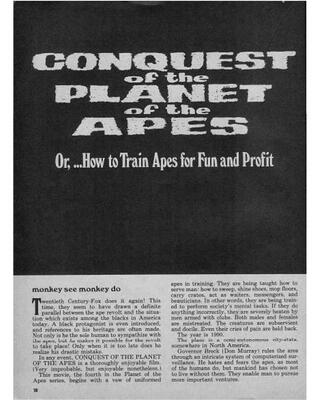 CONQUEST
of the
PLANET
of the
APES
Or, ...How to Train Apes for Fun and Profit
monkey see monkey do
Twentieth Century-Fox does it again! This
time, they seem to have drawn a definite
parallel between the ape revolt and the situa-
tion which exists among the blacks in America
today. A black protagonist is even introduced,
and references to his heritage are often made.
Not only is he the sole human to sympathize with
the apes, but he makes it possible for the revolt
to take place! Only when it is too late does he
realize his drastic mistake.
In any event, CONQUEST OF THE PLANET
OF THE APES is a thoroughly enjoyable film.
(Very improbable, but enjoyable nonetheless.)
This movie, the fourth in the Planet of the
Apes series, begins with a view of uniformed
apes in training. They are being taught how to
serve man: how to sweep, shine shoes, mop floors,
carry crates, act as waiters, messengers, and
beauticians. In other words, they are being train-
ed to perform society's menial tasks. If they do
anything incorrectly, they are severely beaten by
men armed with clubs. Both males and females
are mistreated. The creatures are subservient
and docile. Even their cries of pain are held back.
The year is 1990.
The place is a semi-autonomous city-state,
somewhere in North America.
Governor Breck (Don Murray) rules the area
through an intricate system of computerized sur-
veillance. He hates and fears the apes, as most
of the humans do, but mankind has chosen not
to live without them. They enable man to pursue
more important ventures.